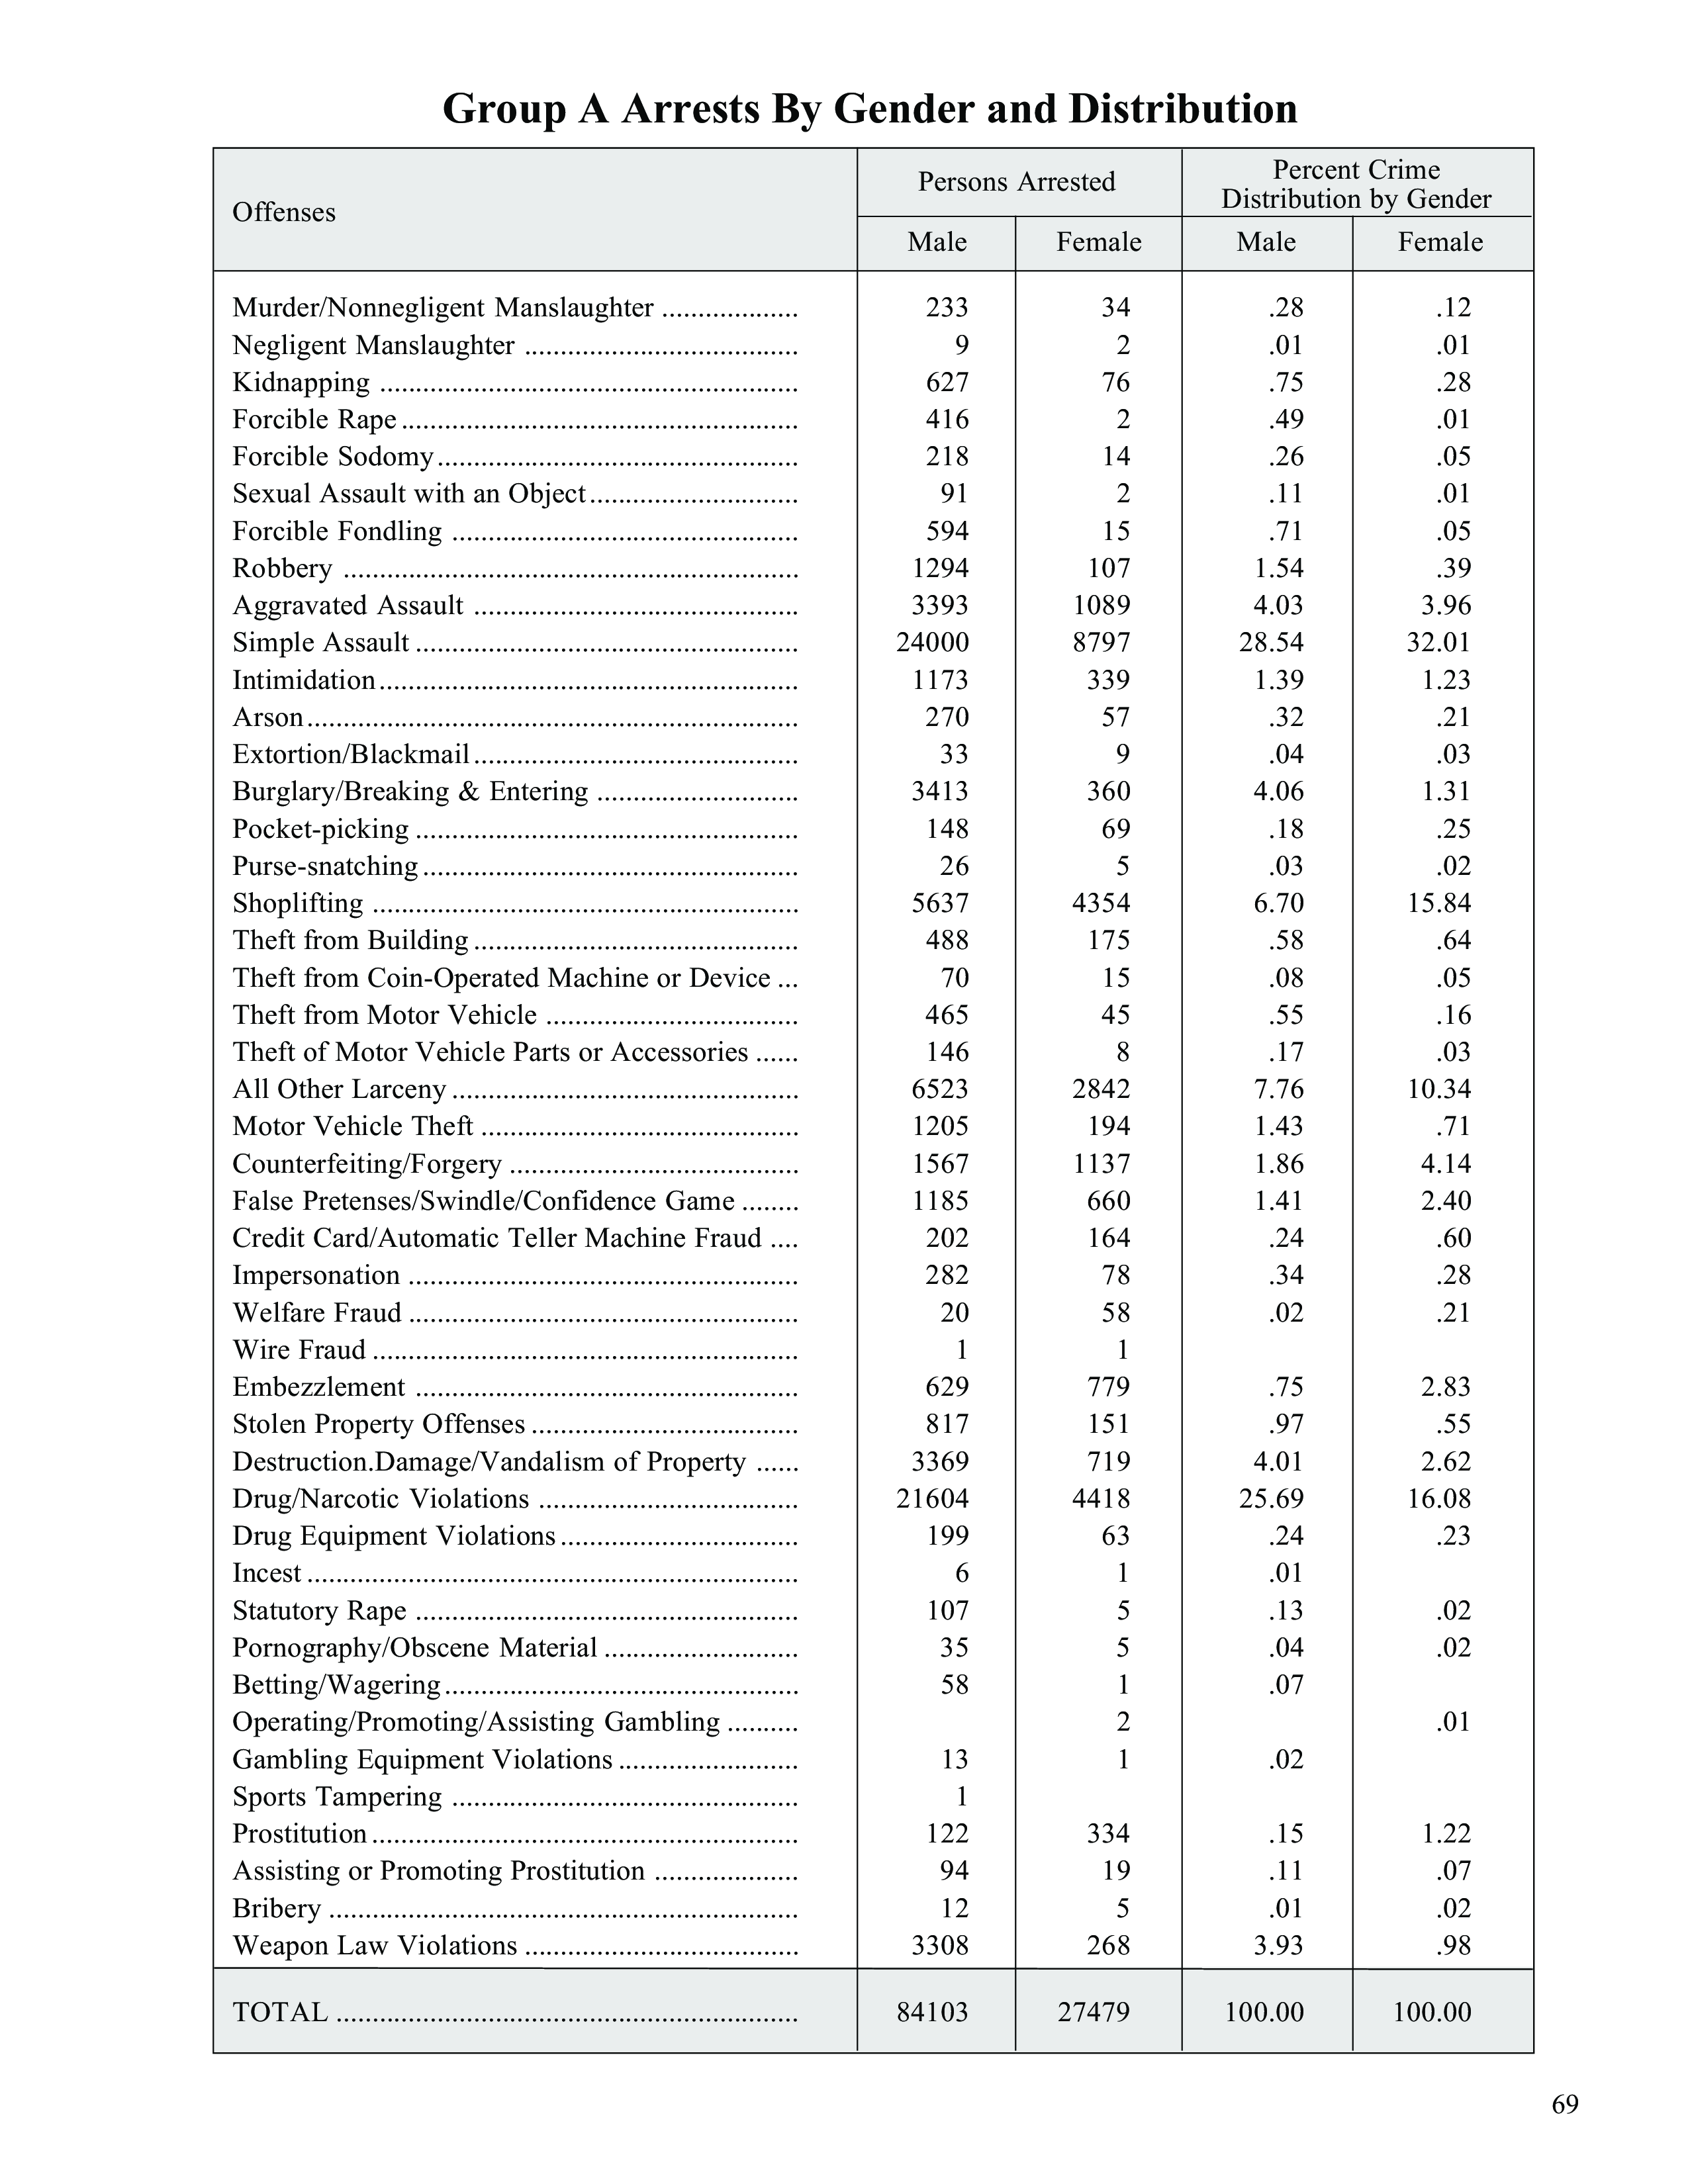 Group A Arrests By Gender and Distribution
Offenses Persons Arrested Percent Crime
Distribution by Gender
Male Female Male Female
Murder/Nonnegligent Manslaughter ................... 233 34 .28 .12
Negligent Manslaughter ...................................... 9 2 .01 .01
Kidnapping .......................................................... 627 76 .75 .28
Forcible Rape ....................................................... 416 2 .49 .01
Forcible Sodomy .................................................. 218 14 .26 .05
Sexual Assault with an Object ............................. 91 2 .11 .01
Forcible Fondling ................................................ 594 15 .71 .05
Robbery ............................................................... 1294 107 1.54 .39
Aggravated Assault ............................................. 3393 1089 4.03 3.96
Simple Assault ..................................................... 24000 8797 28.54 32.01
Intimidation .......................................................... 1173 339 1.39 1.23
Arson .................................................................... 270 57 .32 .21
Extortion/Blackmail ............................................. 33 9 .04 .03
Burglary/Breaking & Entering ............................ 3413 360 4.06 1.31
Pocket-picking ..................................................... 148 69 .18 .25
Purse-snatching .................................................... 26 5 .03 .02
Shoplifting ........................................................... 5637 4354 6.70 15.84
Theft from Building ............................................. 488 175 .58 .64
Theft from Coin-Operated Machine or Device ... 70 15 .08 .05
Theft from Motor Vehicle ................................... 465 45 .55 .16
Theft of Motor Vehicle Parts or Accessories ...... 146 8 .17 .03
All Other Larceny ................................................ 6523 2842 7.76 10.34
Motor Vehicle Theft ............................................ 1205 194 1.43 .71
Counterfeiting/Forgery ........................................ 1567 1137 1.86 4.14
False Pretenses/Swindle/Confidence Game ........ 1185 660 1.41 2.40
Credit Card/Automatic Teller Machine Fraud .... 202 164 .24 .60
Impersonation ...................................................... 282 78 .34 .28
Welfare Fraud ...................................................... 20 58 .02 .21
Wire Fraud ........................................................... 1 1
Embezzlement ..................................................... 629 779 .75 2.83
Stolen Property Offenses ..................................... 817 151 .97 .55
Destruction.Damage/Vandalism of Property ...... 3369 719 4.01 2.62
Drug/Narcotic Violations .................................... 21604 4418 25.69 16.08
Drug Equipment Violations ................................. 199 63 .24 .23
Incest .................................................................... 6 1 .01
Statutory Rape ..................................................... 107 5 .13 .02
Pornography/Obscene Material ........................... 35 5 .04 .02
Betting/Wagering ................................................. 58 1 .07
Operating/Promoting/Assisting Gambling .......... 2 .01
Gambling Equipment Violations ......................... 13 1 .02
Sports Tampering ................................................ 1
Prostitution ........................................................... 122 334 .15 1.22
Assisting or Promoting Prostitution .................... 94 19 .11 .07
Bribery ................................................................. 12 5 .01 .02
Weapon Law Violations ...................................... 3308 268 3.93 .98
TOTAL ................................................................ 84103 27479 100.00 100.00
69